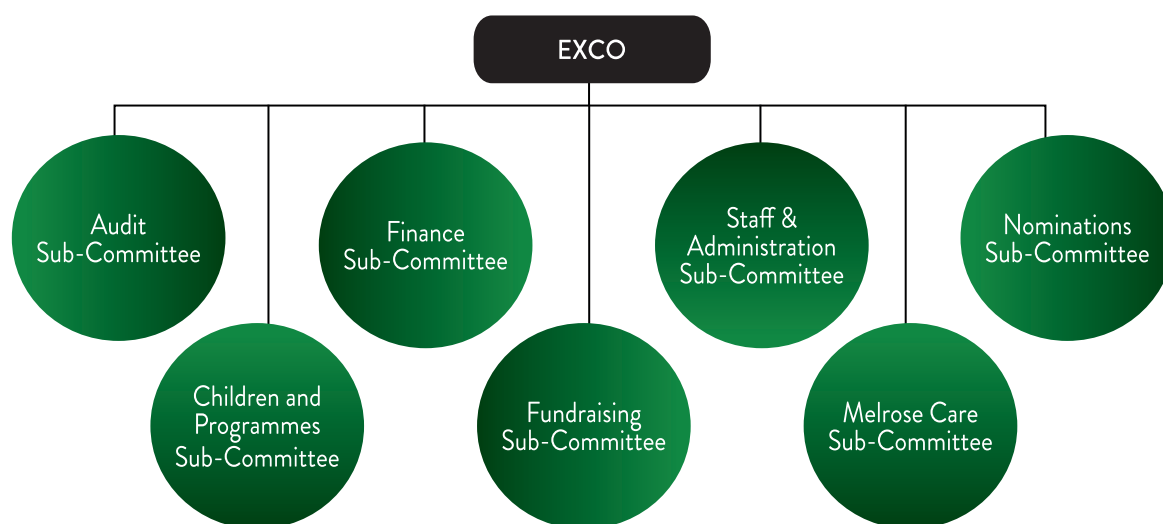 EXCO
Audit
Sub-Committee
Finance
Sub-Committee
Staff &
Administration
Sub-Committee
Nominations
Sub-Committee
Children and
Programmes
Sub-Committee
Fundraising
Sub-Committee
Melrose Care
Sub-Committee